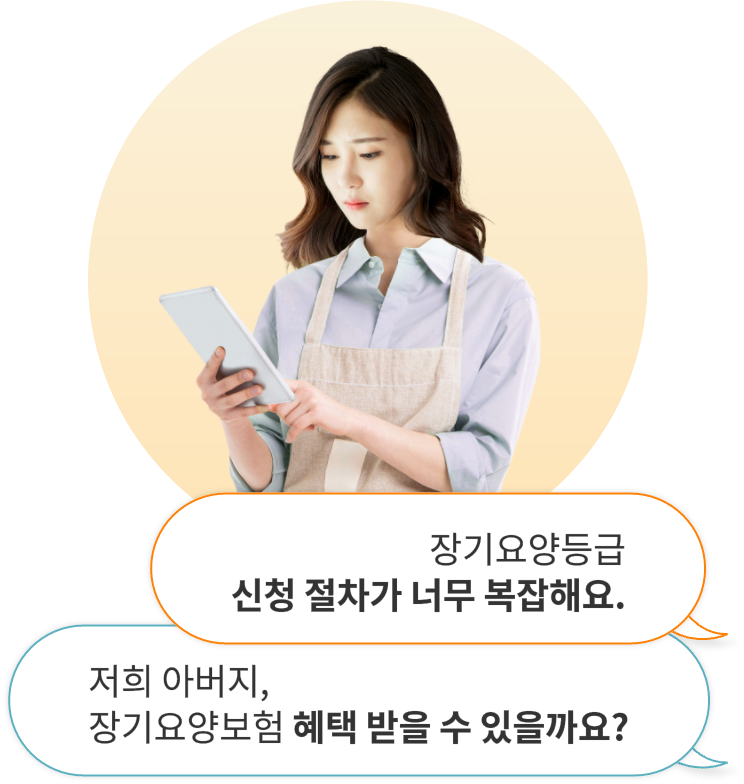 장기요양등급
신청 절차가 너무 복잡해요.
저희 아버지,
장기요양보험 혜택 받을 수 있을까요?